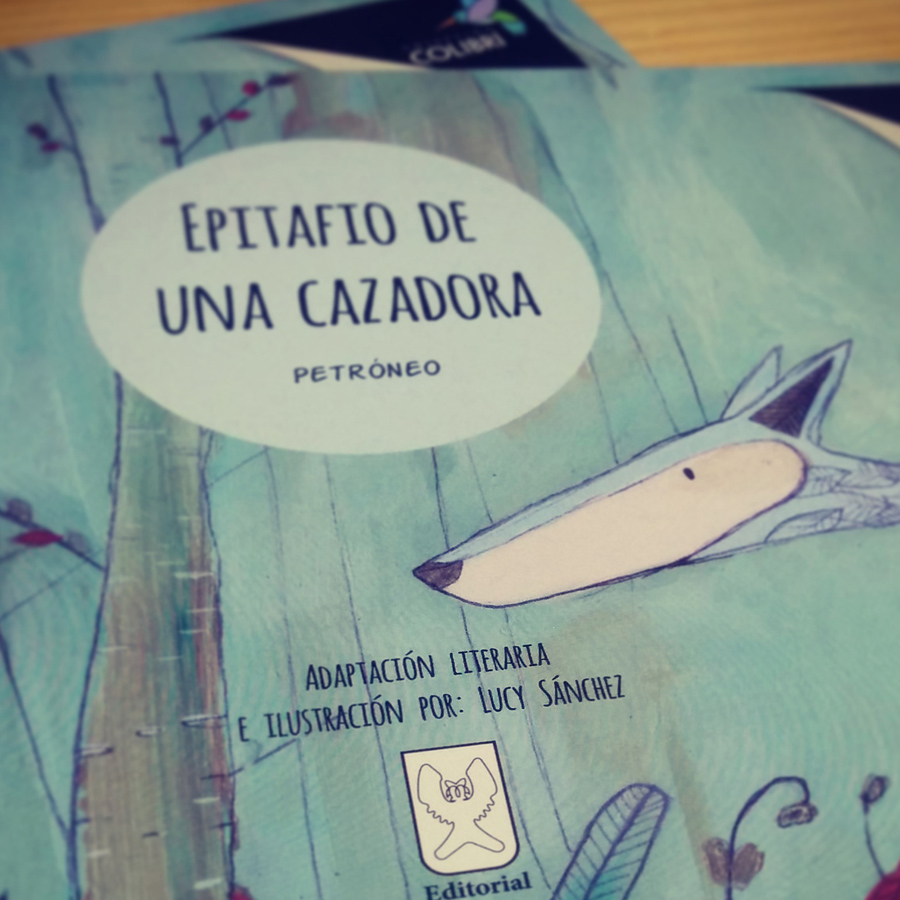 COLIBRÍ
EPITAFIO DE
UNA CAZADORA
PETRÓNEO
ADAPTACIÓN LITERARIA
E ILUSTRACIÓN POR: LUCY SÁNCHEZ
Editorial